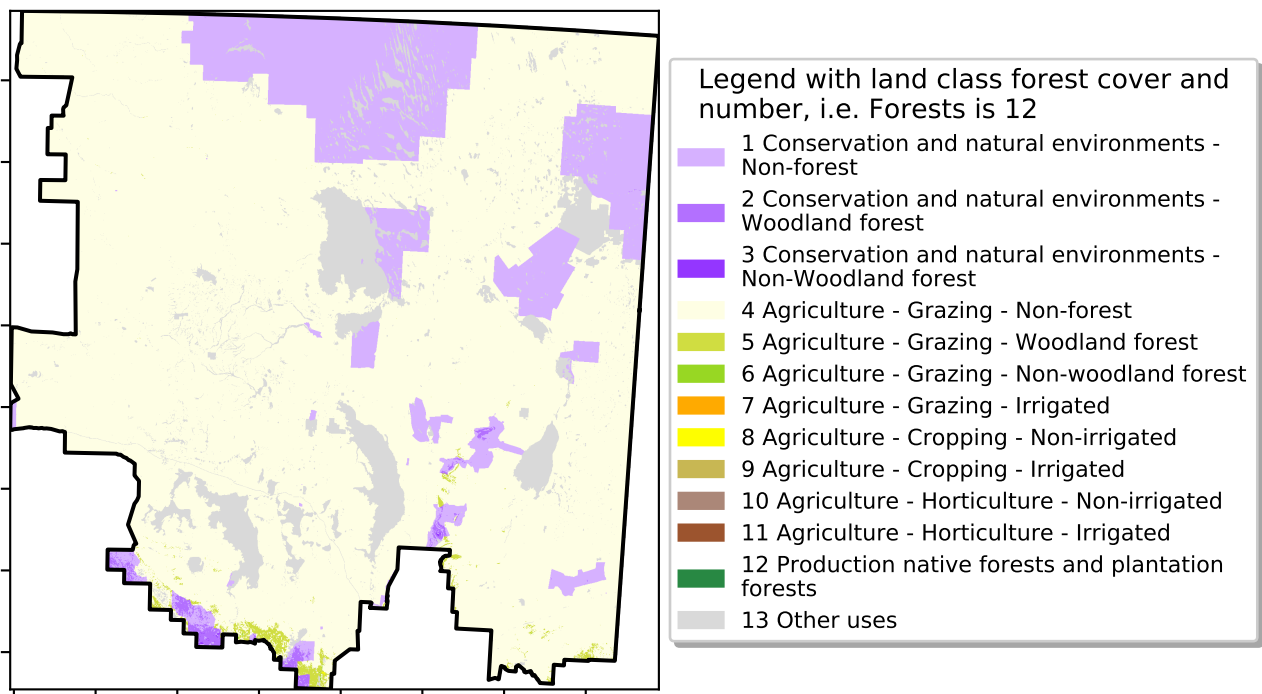 Legend with land class forest cover and
number, i.e. Forests is 12
1 Conservation and natural environments -
Non-forest
2 Conservation and natural environments -
Woodland forest
3 Conservation and natural environments -
Non-Woodland forest
4 Agriculture - Grazing - Non-forest
5 Agriculture - Grazing - Woodland forest
6 Agriculture - Grazing - Non-woodland forest
7 Agriculture - Grazing - Irrigated
8 Agriculture - Cropping - Non-irrigated
9 Agriculture - Cropping - Irrigated
10 Agriculture - Horticulture - Non-irrigated
11 Agriculture - Horticulture - Irrigated
12 Production native forests and plantation
forests
13 Other uses